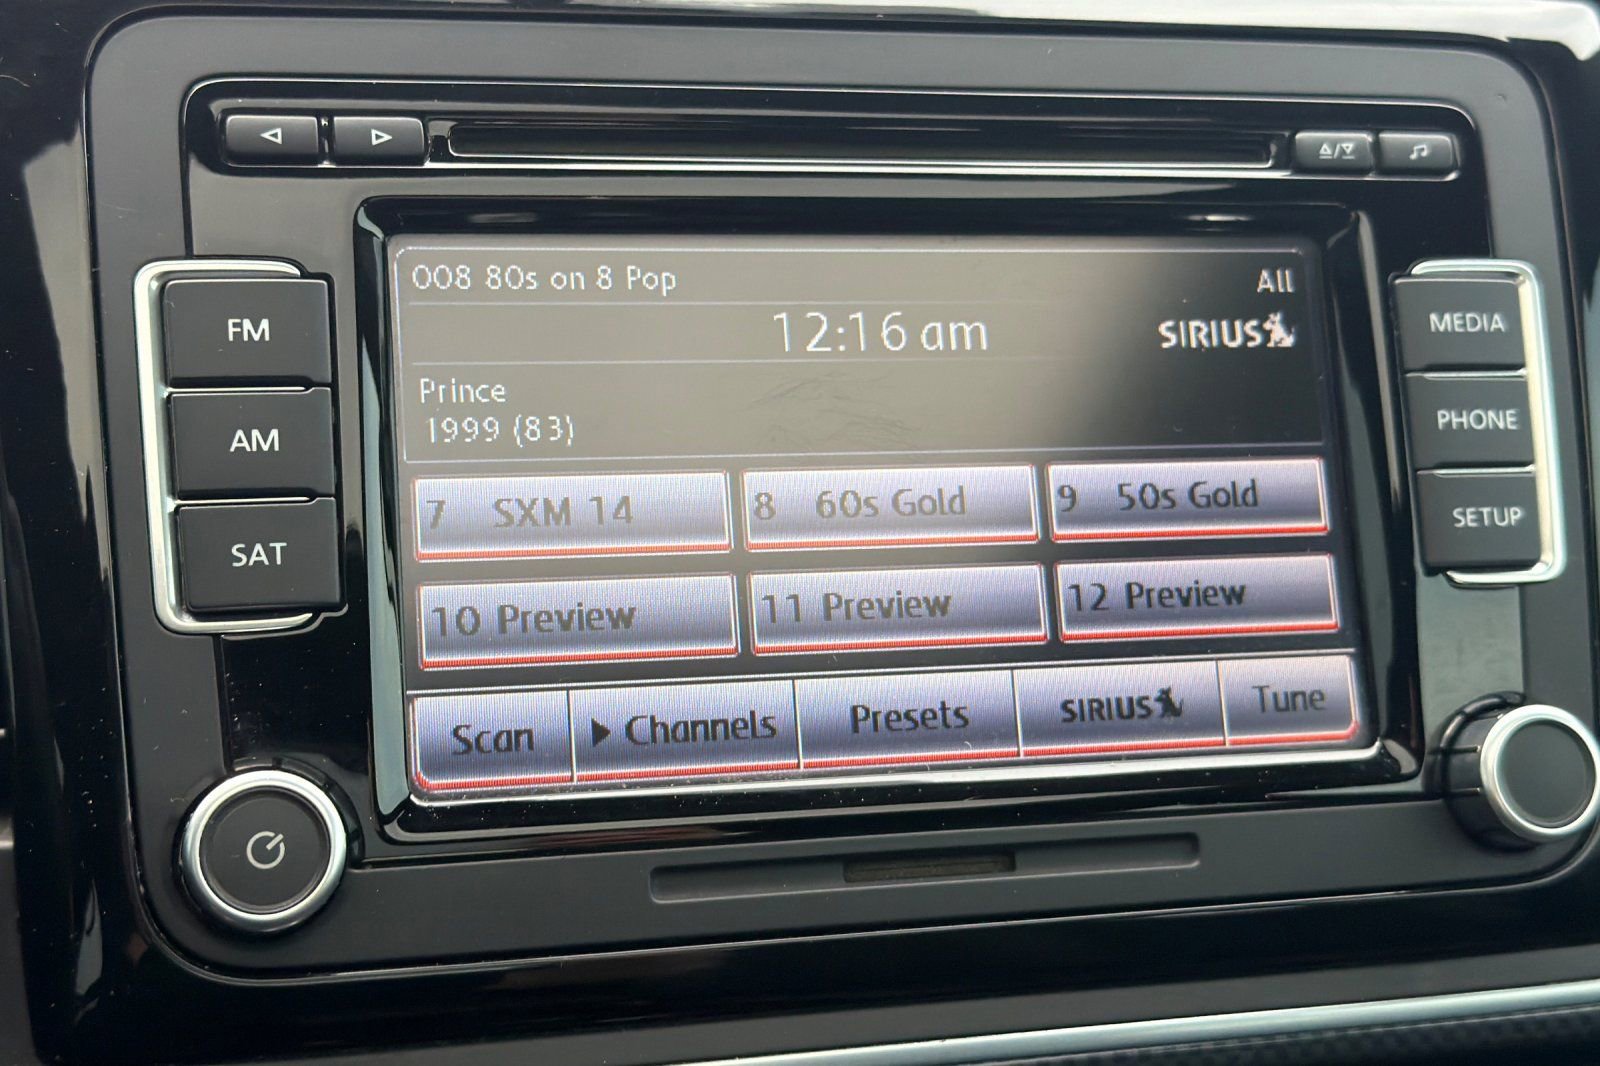 008 80s on 8 Pop All
12:16 am SIRIUS
Prince
1999 (83)
7 SXM 14 8 60s Gold 9 50s Gold
10 Preview 11 Preview 12 Preview
Scan Channels Presets SIRIUS Tune
FM
AM
SAT
MEDIA
PHONE
SETUP